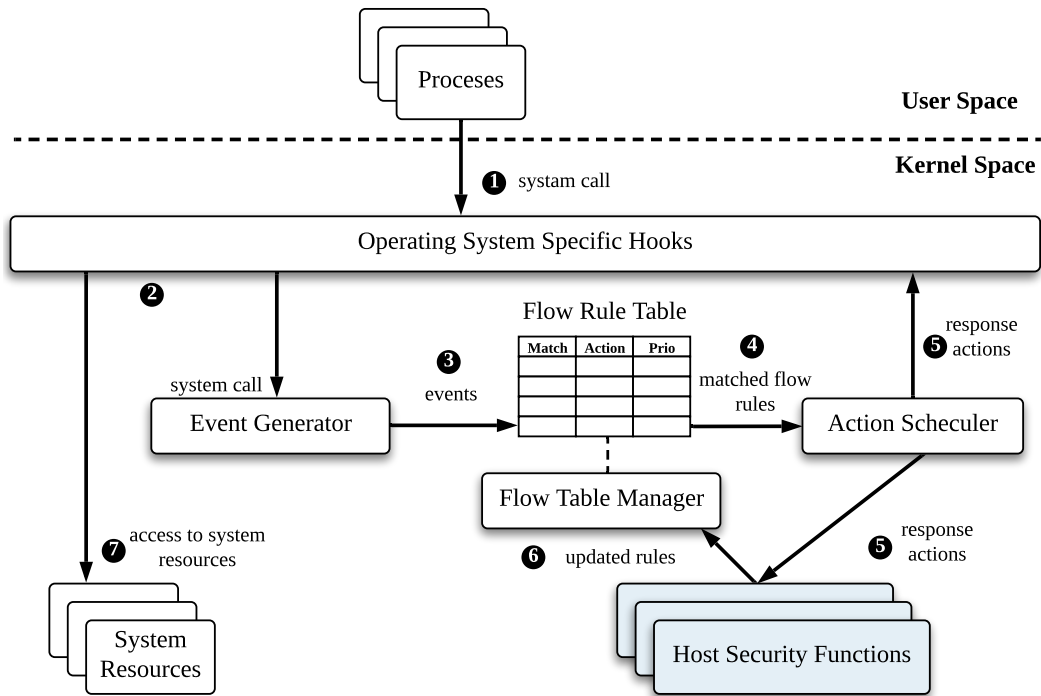 Proceses
User Space
Kernel Space
1 systam call
Operating System Specific Hooks
2
Flow Rule Table
Match Action Prio
3
events
4
matched flow
rules
5 response
actions
system call
Event Generator
Action Scheculer
Flow Table Manager
7 access to system
resources
6 updated rules
5 response
actions
System
Resources
Host Security Functions